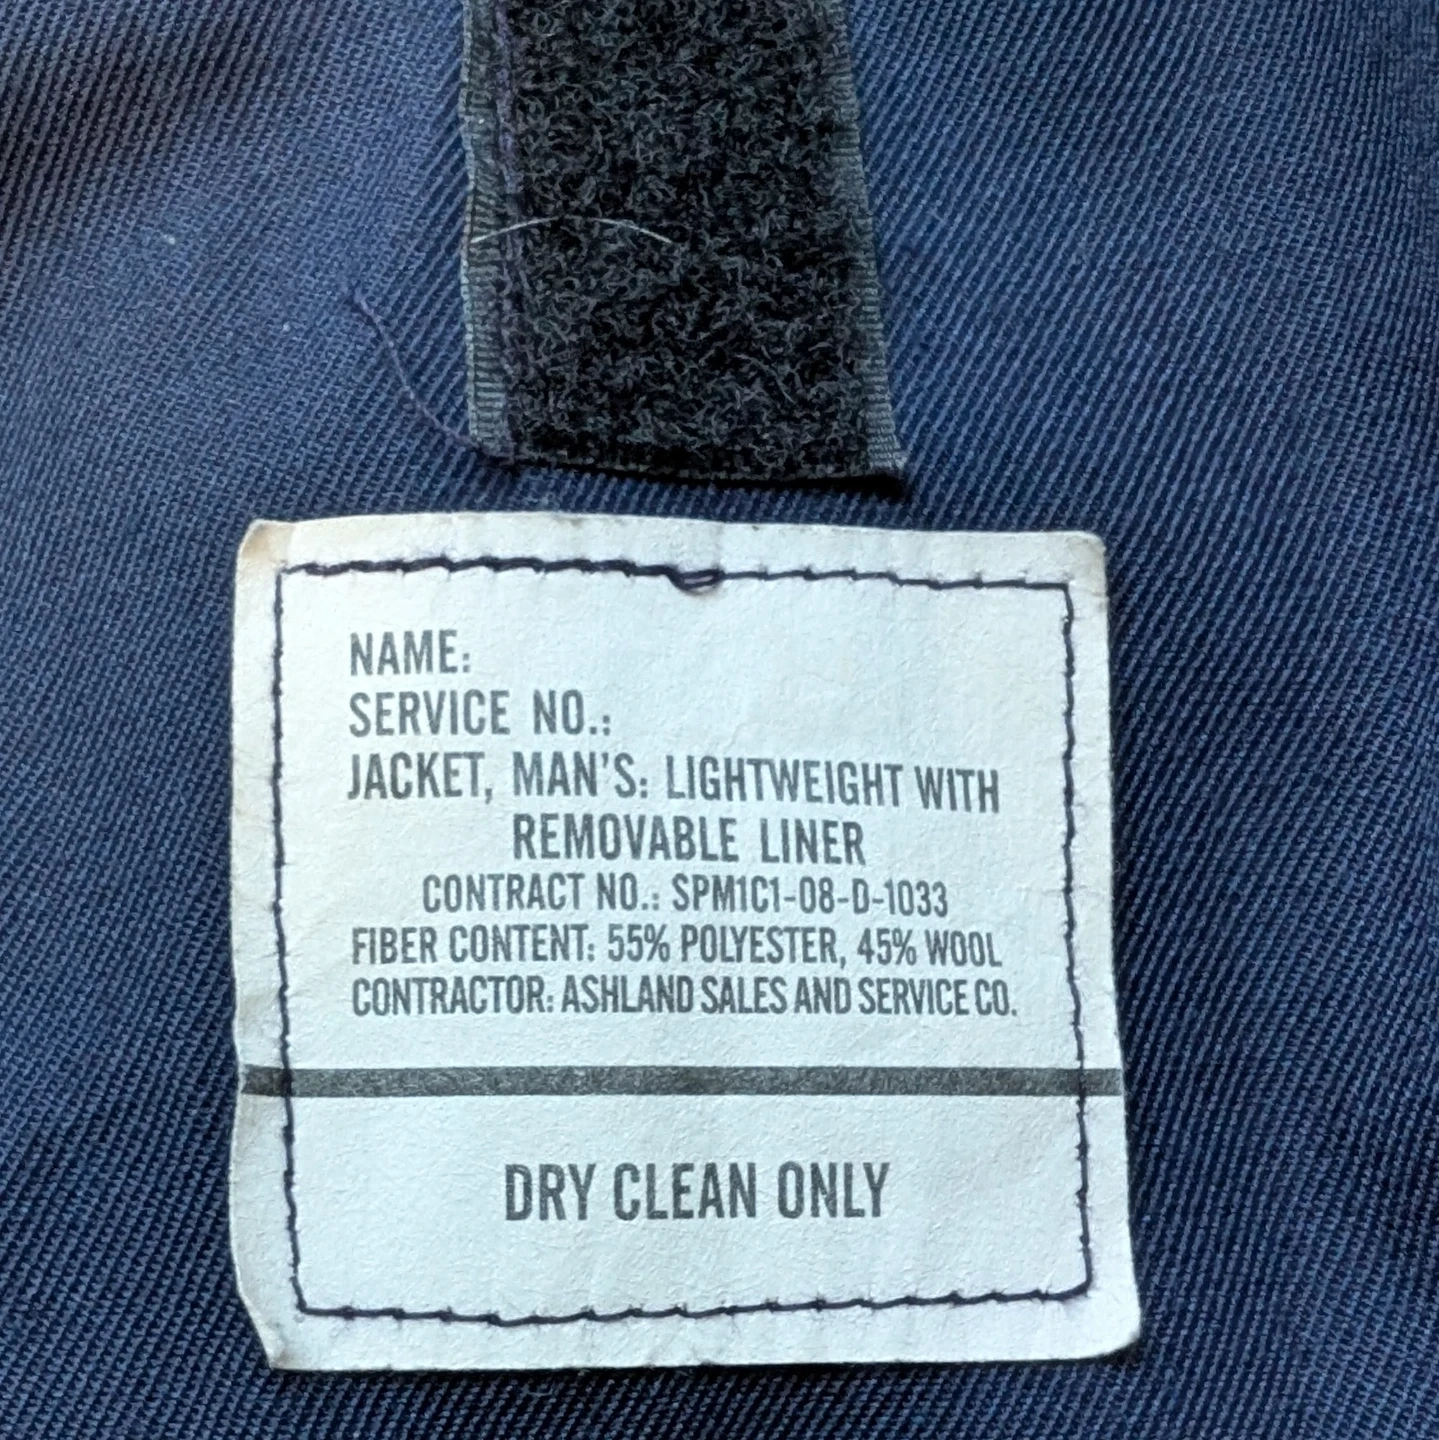 NAME:
SERVICE NO.:
JACKET, MAN'S: LIGHTWEIGHT WITH
REMOVABLE LINER
CONTRACT NO.: SPM1C1-08-D-1033
FIBER CONTENT: 55% POLYESTER, 45% WOOL
CONTRACTOR: ASHLAND SALES AND SERVICE CO.
DRY CLEAN ONLY